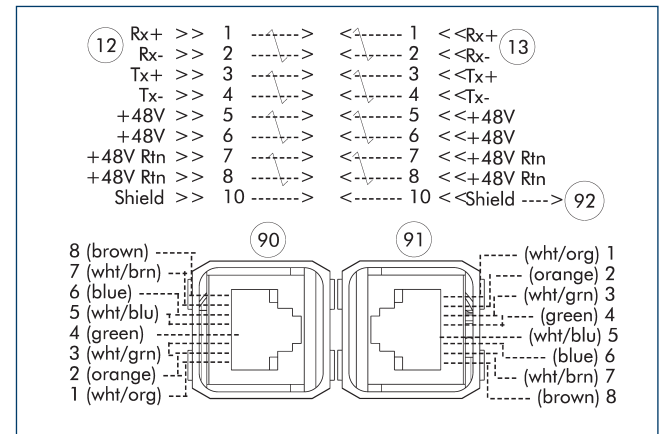 12 Rx+ >> 1 -----> <----- 1 <<Rx+ 13
Rx- >> 2 -----> <----- 2 <<Rx-
Tx+ >> 3 -----> <----- 3 <<Tx+
Tx- >> 4 -----> <----- 4 <<Tx-
+48V >> 5 -----> <----- 5 <<+48V
+48V >> 6 -----> <----- 6 <<+48V
+48V Rtn >> 7 -----> <----- 7 <<+48V Rtn
+48V Rtn >> 8 -----> <----- 8 <<+48V Rtn
Shield >> 10 -----> <----- 10 <<Shield ----> 92
90 91
8 (brown)
7 (wht/brn)
6 (blue)
5 (wht/blu)
4 (green)
3 (wht/grn)
2 (orange)
1 (wht/org)
(wht/org) 1
(orange) 2
(wht/grn) 3
(green) 4
(wht/blu) 5
(blue) 6
(wht/brn) 7
(brown) 8